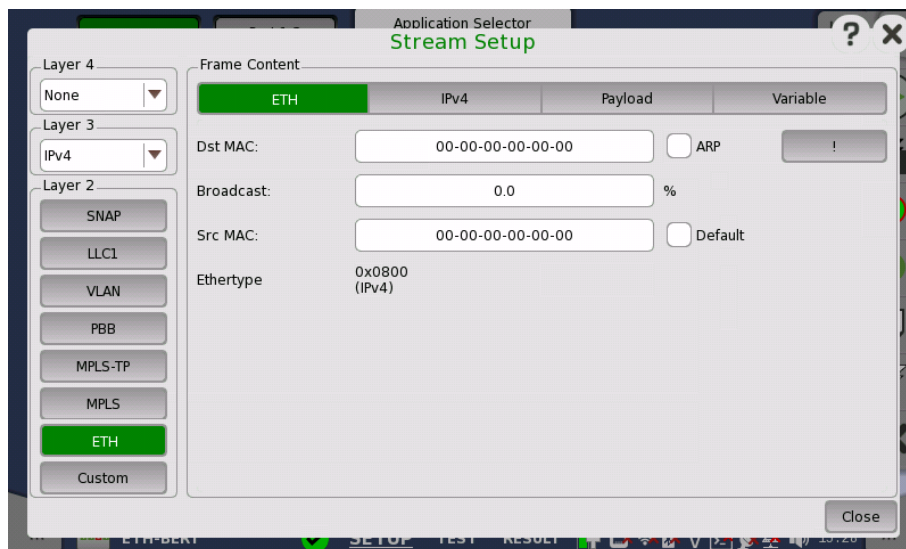 Application Selector
Stream Setup
?
X
Layer 4
None
Layer 3
IPv4
Layer 2
SNAP
LLC1
VLAN
PBB
MPLS-TP
MPLS
ETH
Custom
Frame Content
ETH IPv4 Payload Variable
Dst MAC: 00-00-00-00-00-00 ARP !
Broadcast: 0.0 %
Src MAC: 00-00-00-00-00-00 Default
Ethertype 0x0800
(IPv4)
Close
ETH-BERT SETUP TEST RESULT